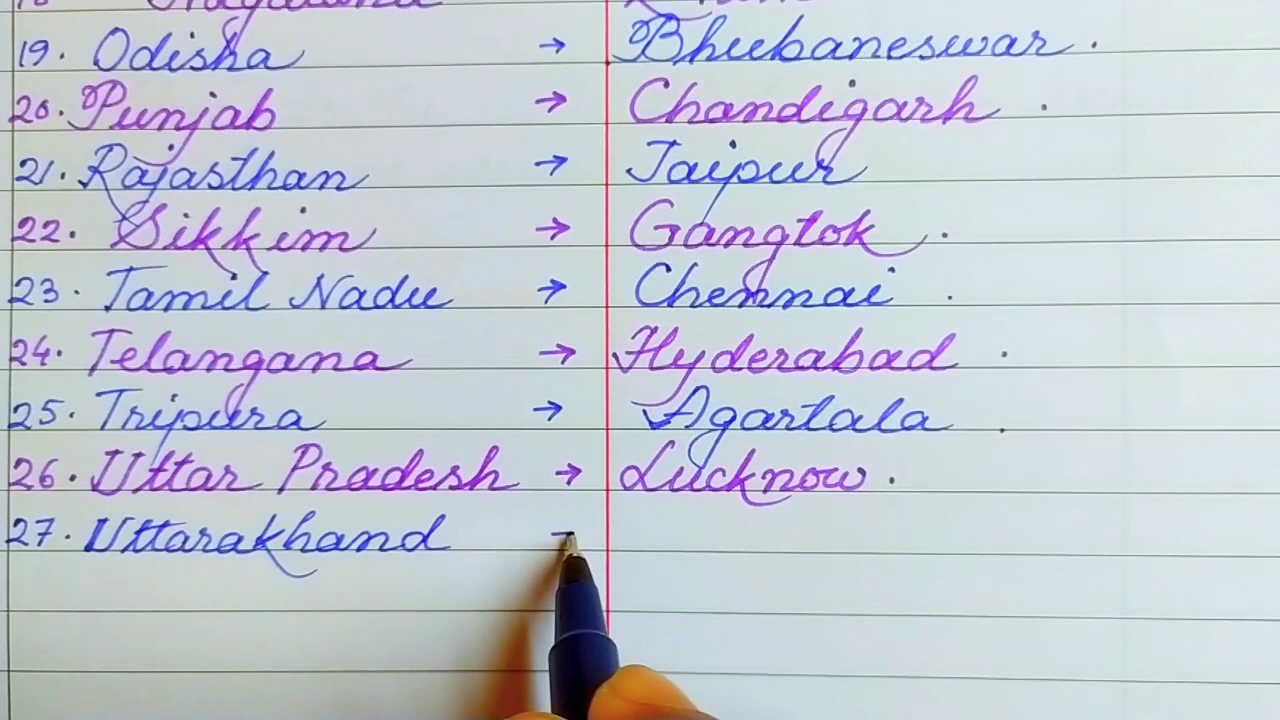 19. Odisha → Bhubaneswar.
20. Punjab → Chandigarh.
21. Rajasthan → Jaipur
22. Sikkim → Gangtok.
23. Tamil Nadu → Chennai.
24. Telangana → Hyderabad.
25. Tripura → Agartala.
26. Uttar Pradesh → Lucknow.
27. Uttarakhand -